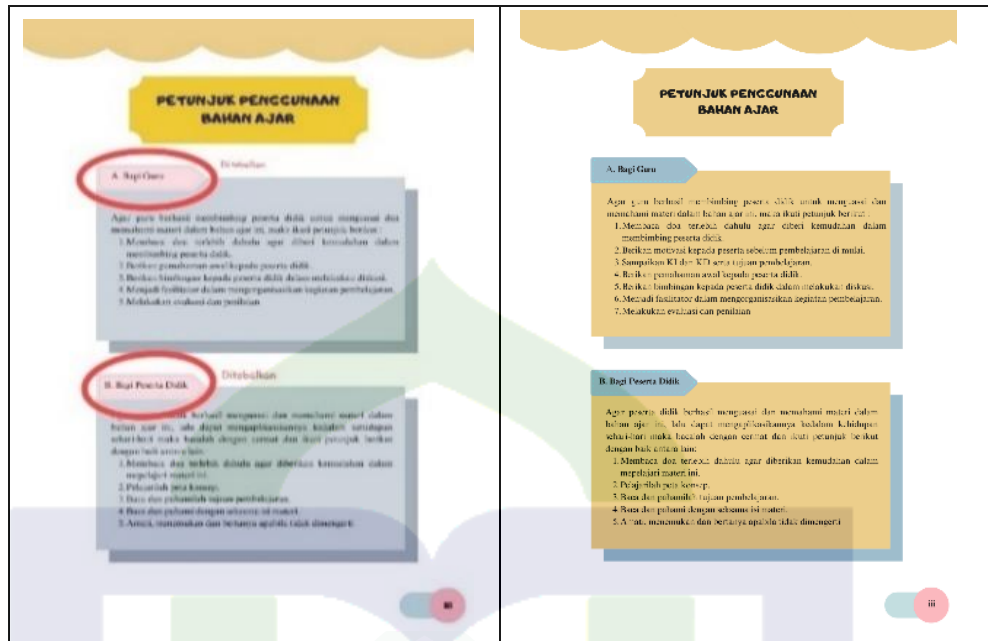 PETUNJUK PENGGUNAAN
BAHAN AJAR
Ditebalkan
A. Bagi Guru
Agar guru berhasil membimbing peserta didik untuk menguasai dan
memahami materi dalam bahan ajar ini, maka ikuti petunjuk berikut :
1. Membaca doa terlebih dahulu agar diberi kemudahan dalam
membimbing peserta didik.
2. Berikan pemahaman awal kepada peserta didik.
3. Berikan bimbingan kepada peserta didik dalam melakukan diskusi.
4. Menjadi fasilitator dalam mengorganisasikan kegiatan pembelajaran.
5. Melakukan evaluasi dan penilaian
Ditebalkan
B. Bagi Peserta Didik
didik berhasil menguasai dan memahami materi dalam
bahan ajar ini, lalu dapat mengaplikasikannya kedalam kehidupan
sehari-hari maka bacalah dengan cermat dan ikuti petunjuk berikut
dengan baik antara lain:
1. Membaca doa terlebih dahulu agar diberikan kemudahan dalam
mepelajari materi ini.
2. Pelajarilah peta konsep.
3. Baca dan pahamilah tujuan pembelajaran.
4. Baca dan pahami dengan seksama isi materi.
5. Amati, menemukan dan bertanya apabila tidak dimengerti
iii
PETUNJUK PENGGUNAAN
BAHAN AJAR
A. Bagi Guru
Agar guru berhasil membimbing peserta didik untuk menguasai dan
memahami materi dalam bahan ajar ini, maka ikuti petunjuk berikut :
1. Membaca doa terlebih dahulu agar diberi kemudahan dalam
membimbing peserta didik.
2. Berikan motivasi kepada peserta sebelum pembelajaran di mulai.
3. Sampaikan KI dan KD serta tujuan pembelajaran.
4. Berikan pemahaman awal kepada peserta didik.
5. Berikan bimbingan kepada peserta didik dalam melakukan diskusi.
6. Menjadi fasilitator dalam mengorganisasikan kegiatan pembelajaran.
7. Melakukan evaluasi dan penilaian
B. Bagi Peserta Didik
Agar peserta didik berhasil menguasai dan memahami materi dalam
bahan ajar ini, lalu dapat mengaplikasikannya kedalam kehidupan
sehari-hari maka bacalah dengan cermat dan ikuti petunjuk berikut
dengan baik antara lain:
1. Membaca doa terlebih dahulu agar diberikan kemudahan dalam
mepelajari materi ini.
2. Pelajarilah peta konsep.
3. Baca dan pahamilah tujuan pembelajaran.
4. Baca dan pahami dengan seksama isi materi.
5. Amati, menemukan dan bertanya apabila tidak dimengerti
iii